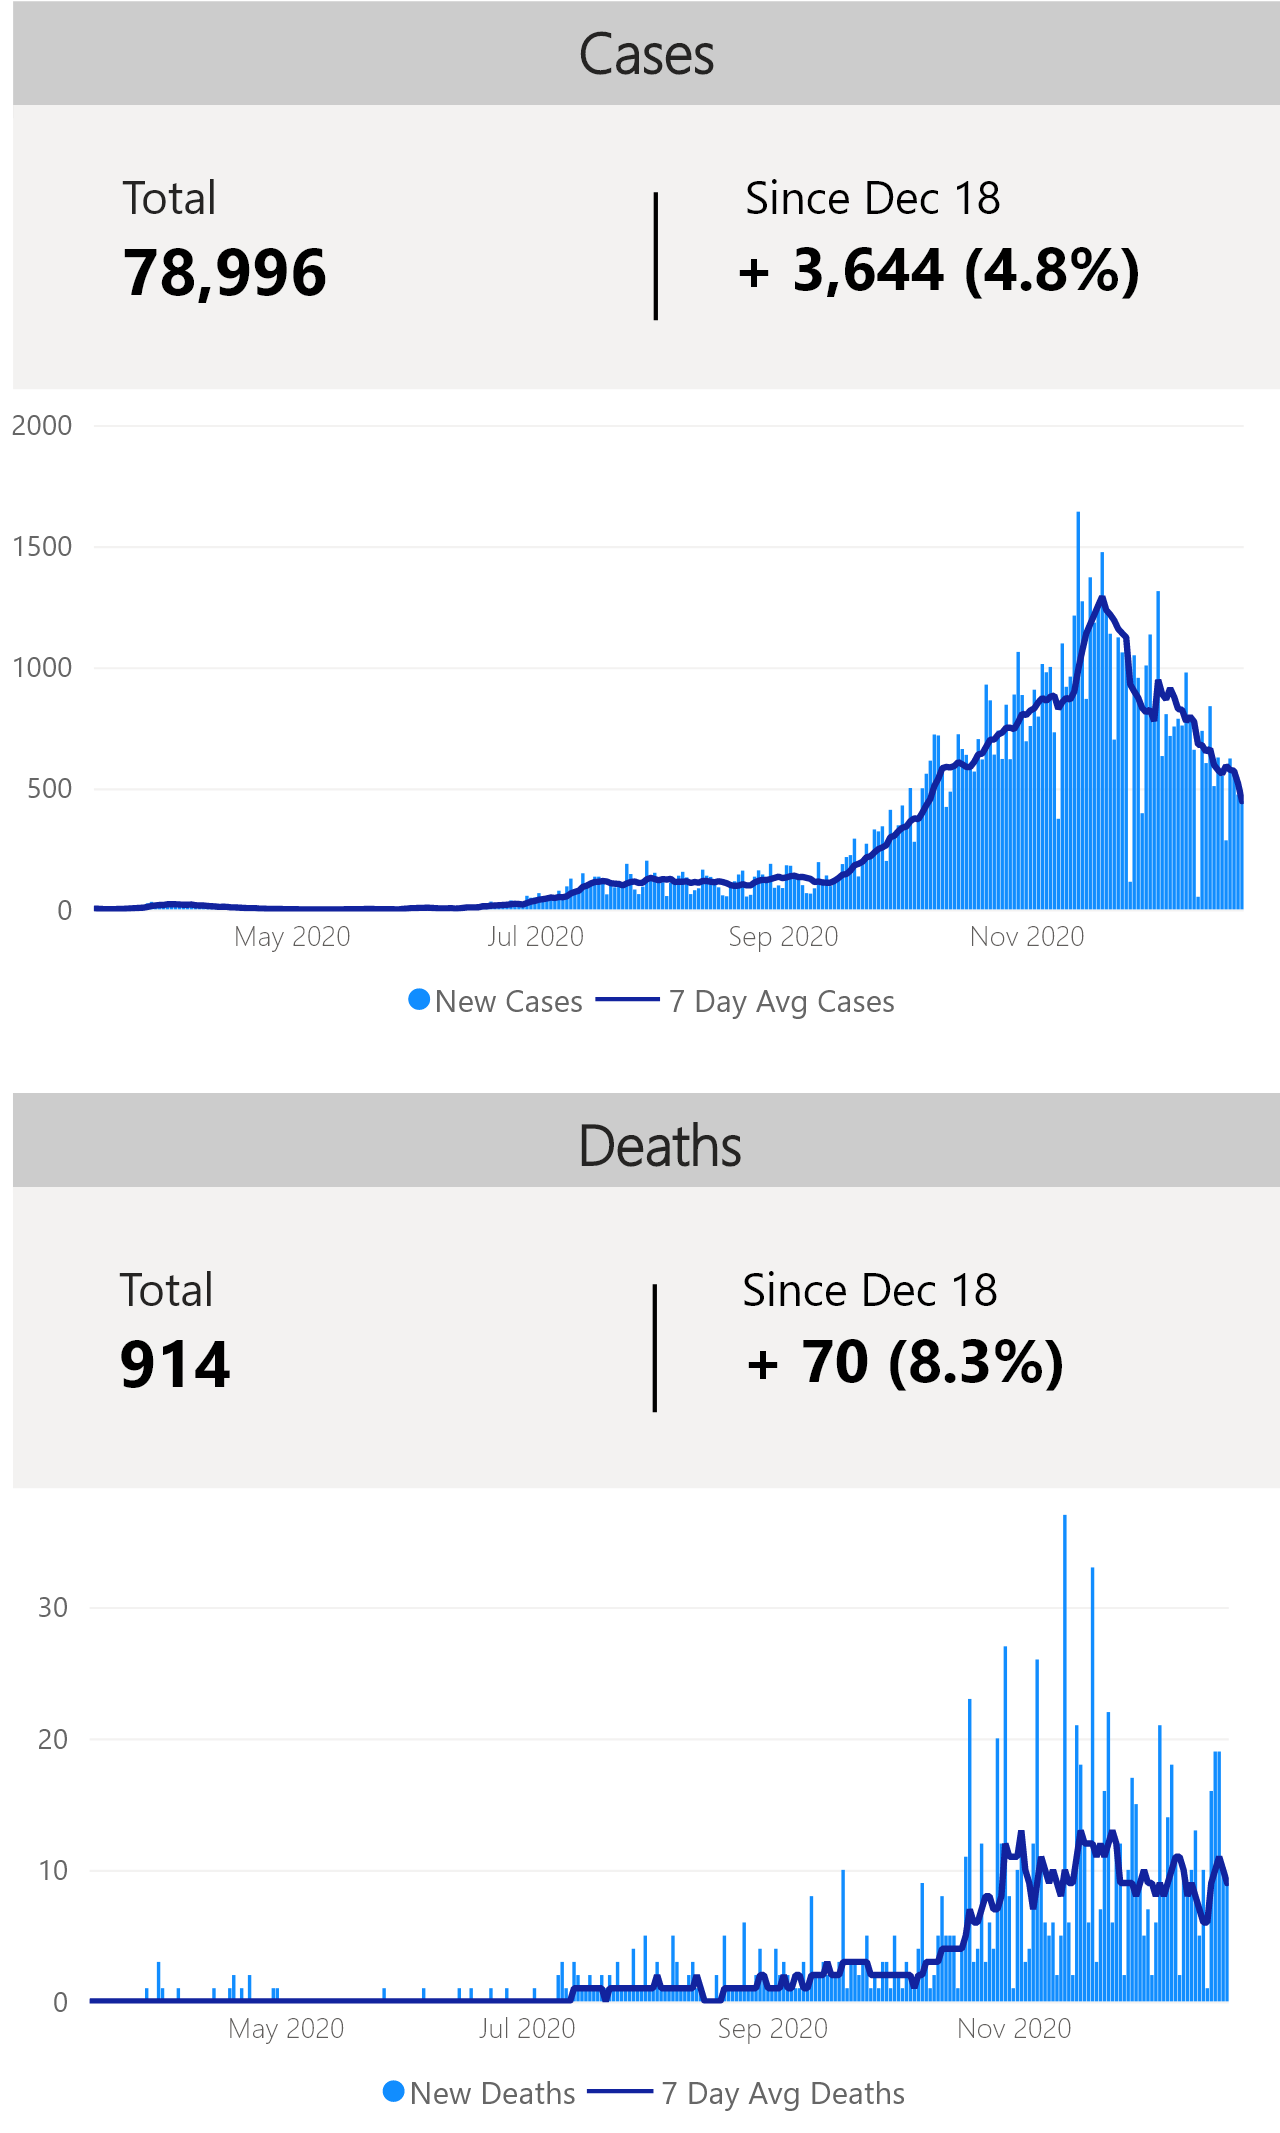 Cases
Total
Since Dec 18
78,996
+ 3,644 (4.8%)
2000
1500
1000
500
0
May 2020
Jul 2020
Sep 2020
Nov 2020
New Cases
7 Day Avg Cases
Deaths
Total
Since Dec 18
914
+ 70 (8.3%)
30
20
10
0
May 2020
Jul 2020
Sep 2020
Nov 2020
New Deaths
7 Day Avg Deaths